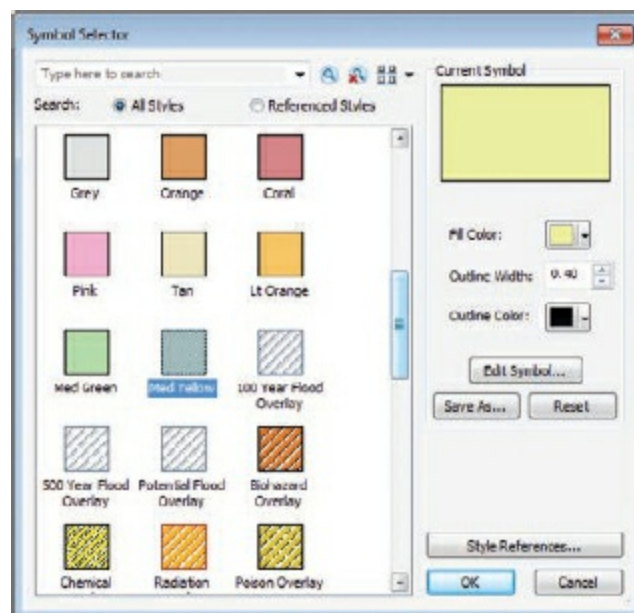 Symbol Selector
Type here to search
Search: All Styles Referenced Styles
Grey Orange Coral
Pink Tan Lt Orange
Med Green Med Yellow 100 Year Flood
Overlay
500 Year Flood Potential Flood Biohazard
Overlay Overlay Overlay
Chemical Radiation Poison Overlay
Current Symbol
Fill Color:
Outline Width: 0.40
Outline Color:
Edit Symbol...
Save As... Reset
Style References...
OK Cancel